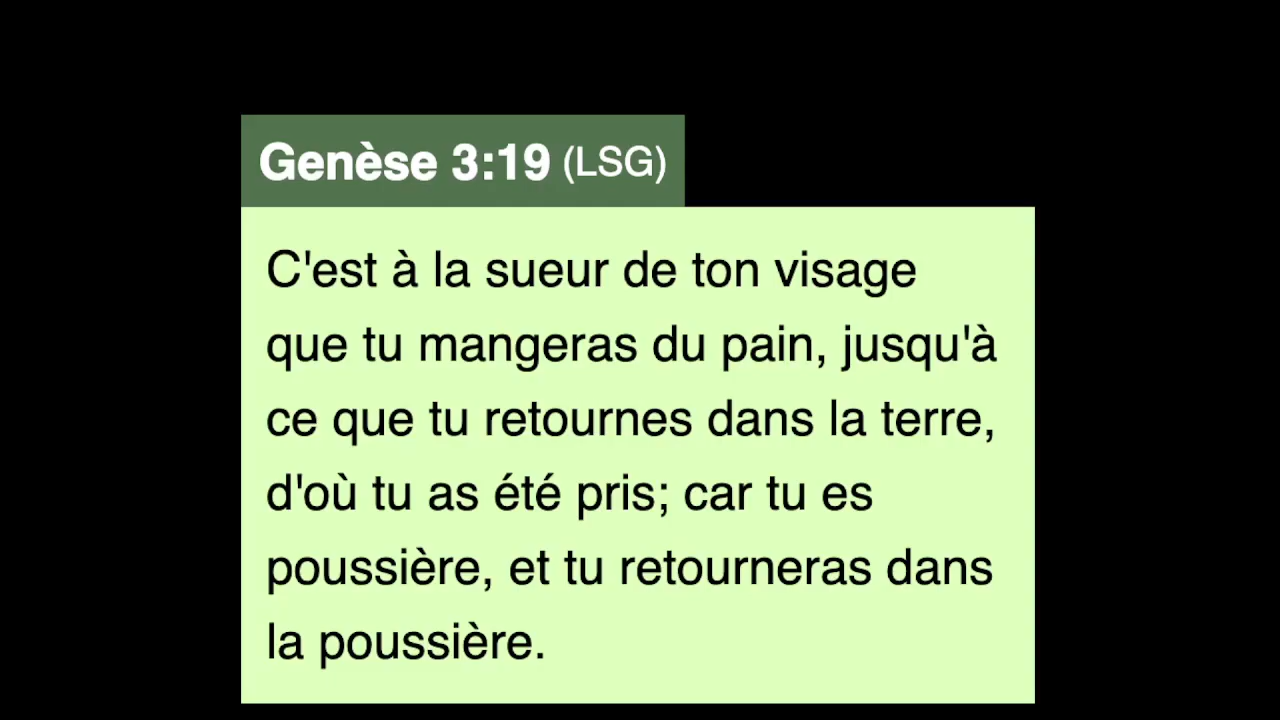 Genèse 3:19 (LSG)
C'est à la sueur de ton visage
que tu mangeras du pain, jusqu'à
ce que tu retournes dans la terre,
d'où tu as été pris; car tu es
poussière, et tu retourneras dans
la poussière.